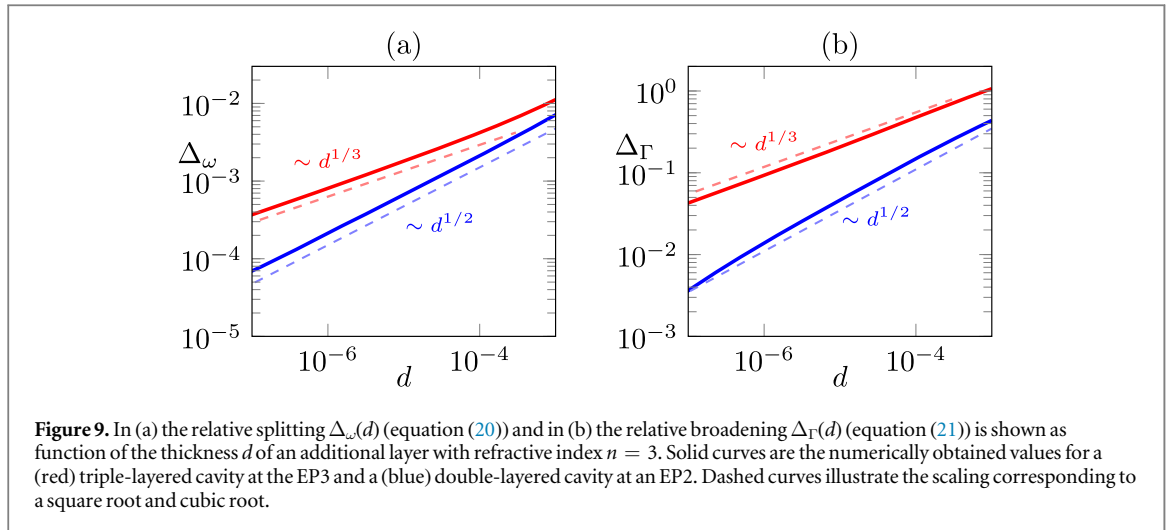 (a)
(b)
10^{-2}
10^{-3}
10^{-4}
10^{-5}
Δ_ω
∼ d^{1/3}
∼ d^{1/2}
10^{-6}
10^{-4}
d
10^{0}
10^{-1}
10^{-2}
10^{-3}
Δ_Γ
∼ d^{1/3}
∼ d^{1/2}
10^{-6}
10^{-4}
d
Figure 9. In (a) the relative splitting Δ_ω(d) (equation (20)) and in (b) the relative broadening Δ_Γ(d) (equation (21)) is shown as
function of the thickness d of an additional layer with refractive index n = 3. Solid curves are the numerically obtained values for a
(red) triple-layered cavity at the EP3 and a (blue) double-layered cavity at an EP2. Dashed curves illustrate the scaling corresponding to
a square root and cubic root.